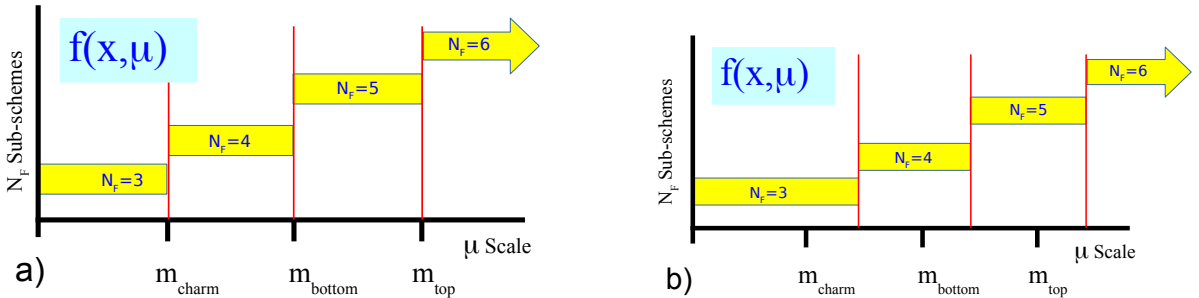 f(x,μ)
N_F=6
N_F=5
N_F=4
N_F=3
N_F Sub-schemes
μ Scale
m_charm m_bottom m_top
a)
f(x,μ)
N_F=6
N_F=5
N_F=4
N_F=3
N_F Sub-schemes
μ Scale
m_charm m_bottom m_top
b)